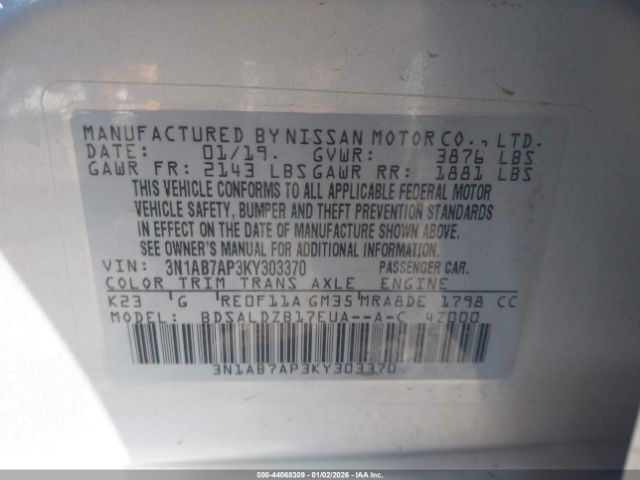 MANUFACTURED BY NISSAN MOTOR CO., LTD.
DATE: 01/19. GVWR: 3876 LBS
GAWR FR: 2143 LBS GAWR RR: 1881 LBS
THIS VEHICLE CONFORMS TO ALL APPLICABLE FEDERAL MOTOR
VEHICLE SAFETY, BUMPER AND THEFT PREVENTION STANDARDS
IN EFFECT ON THE DATE OF MANUFACTURE SHOWN ABOVE.
SEE OWNER'S MANUAL FOR ADDITIONAL INFORMATION.
VIN: 3N1AB7AP3KY303370 PASSENGER CAR.
COLOR TRIM TRANS AXLE ENGINE
K23 G RE0F11A GM35 MRA8DE 1798 CC
MODEL: BDSALDZB17EUA--A-C 4Z000
3N1AB7AP3KY303370
000-44068309 - 01/02/2026 - IAAI